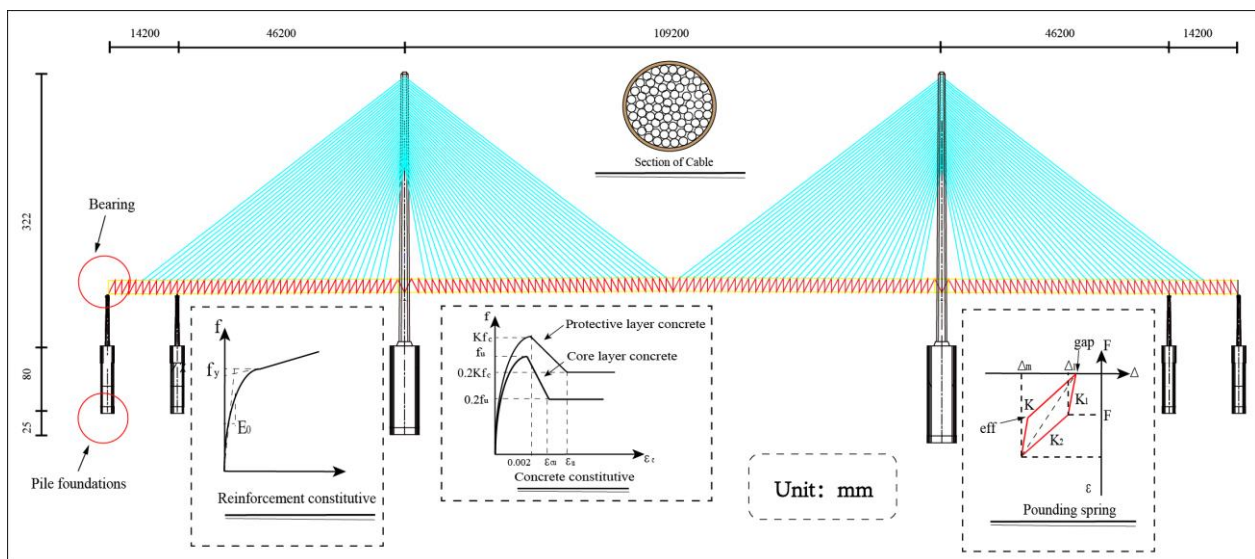 14200
46200
109200
46200
14200
322
80
25
Section of Cable
Bearing
Pile foundations
f
fy
E0
Reinforcement constitutive
f
Kfc
fu
0.2Kfc
0.2fu
Protective layer concrete
Core layer concrete
0.002
εc
Concrete constitutive
Unit: mm
gap
F
Δm
Δ
K
K1
eff
K2
F
ε
Pounding spring